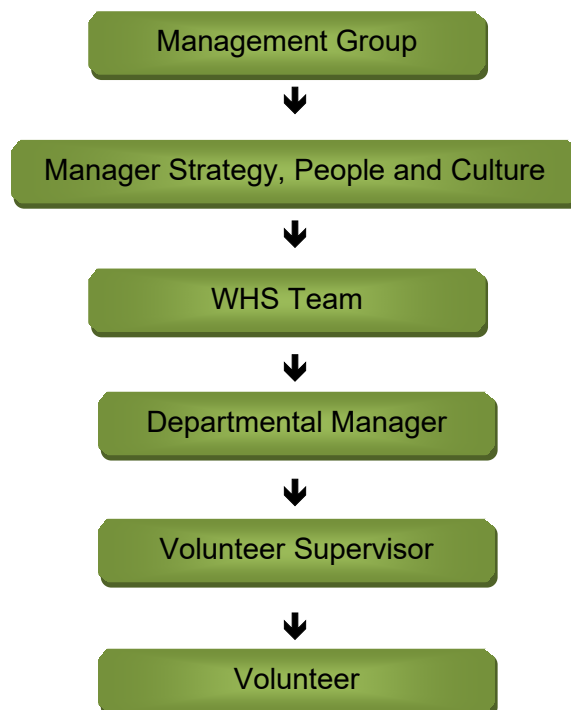 Management Group
Manager Strategy, People and Culture
WHS Team
Departmental Manager
Volunteer Supervisor
Volunteer